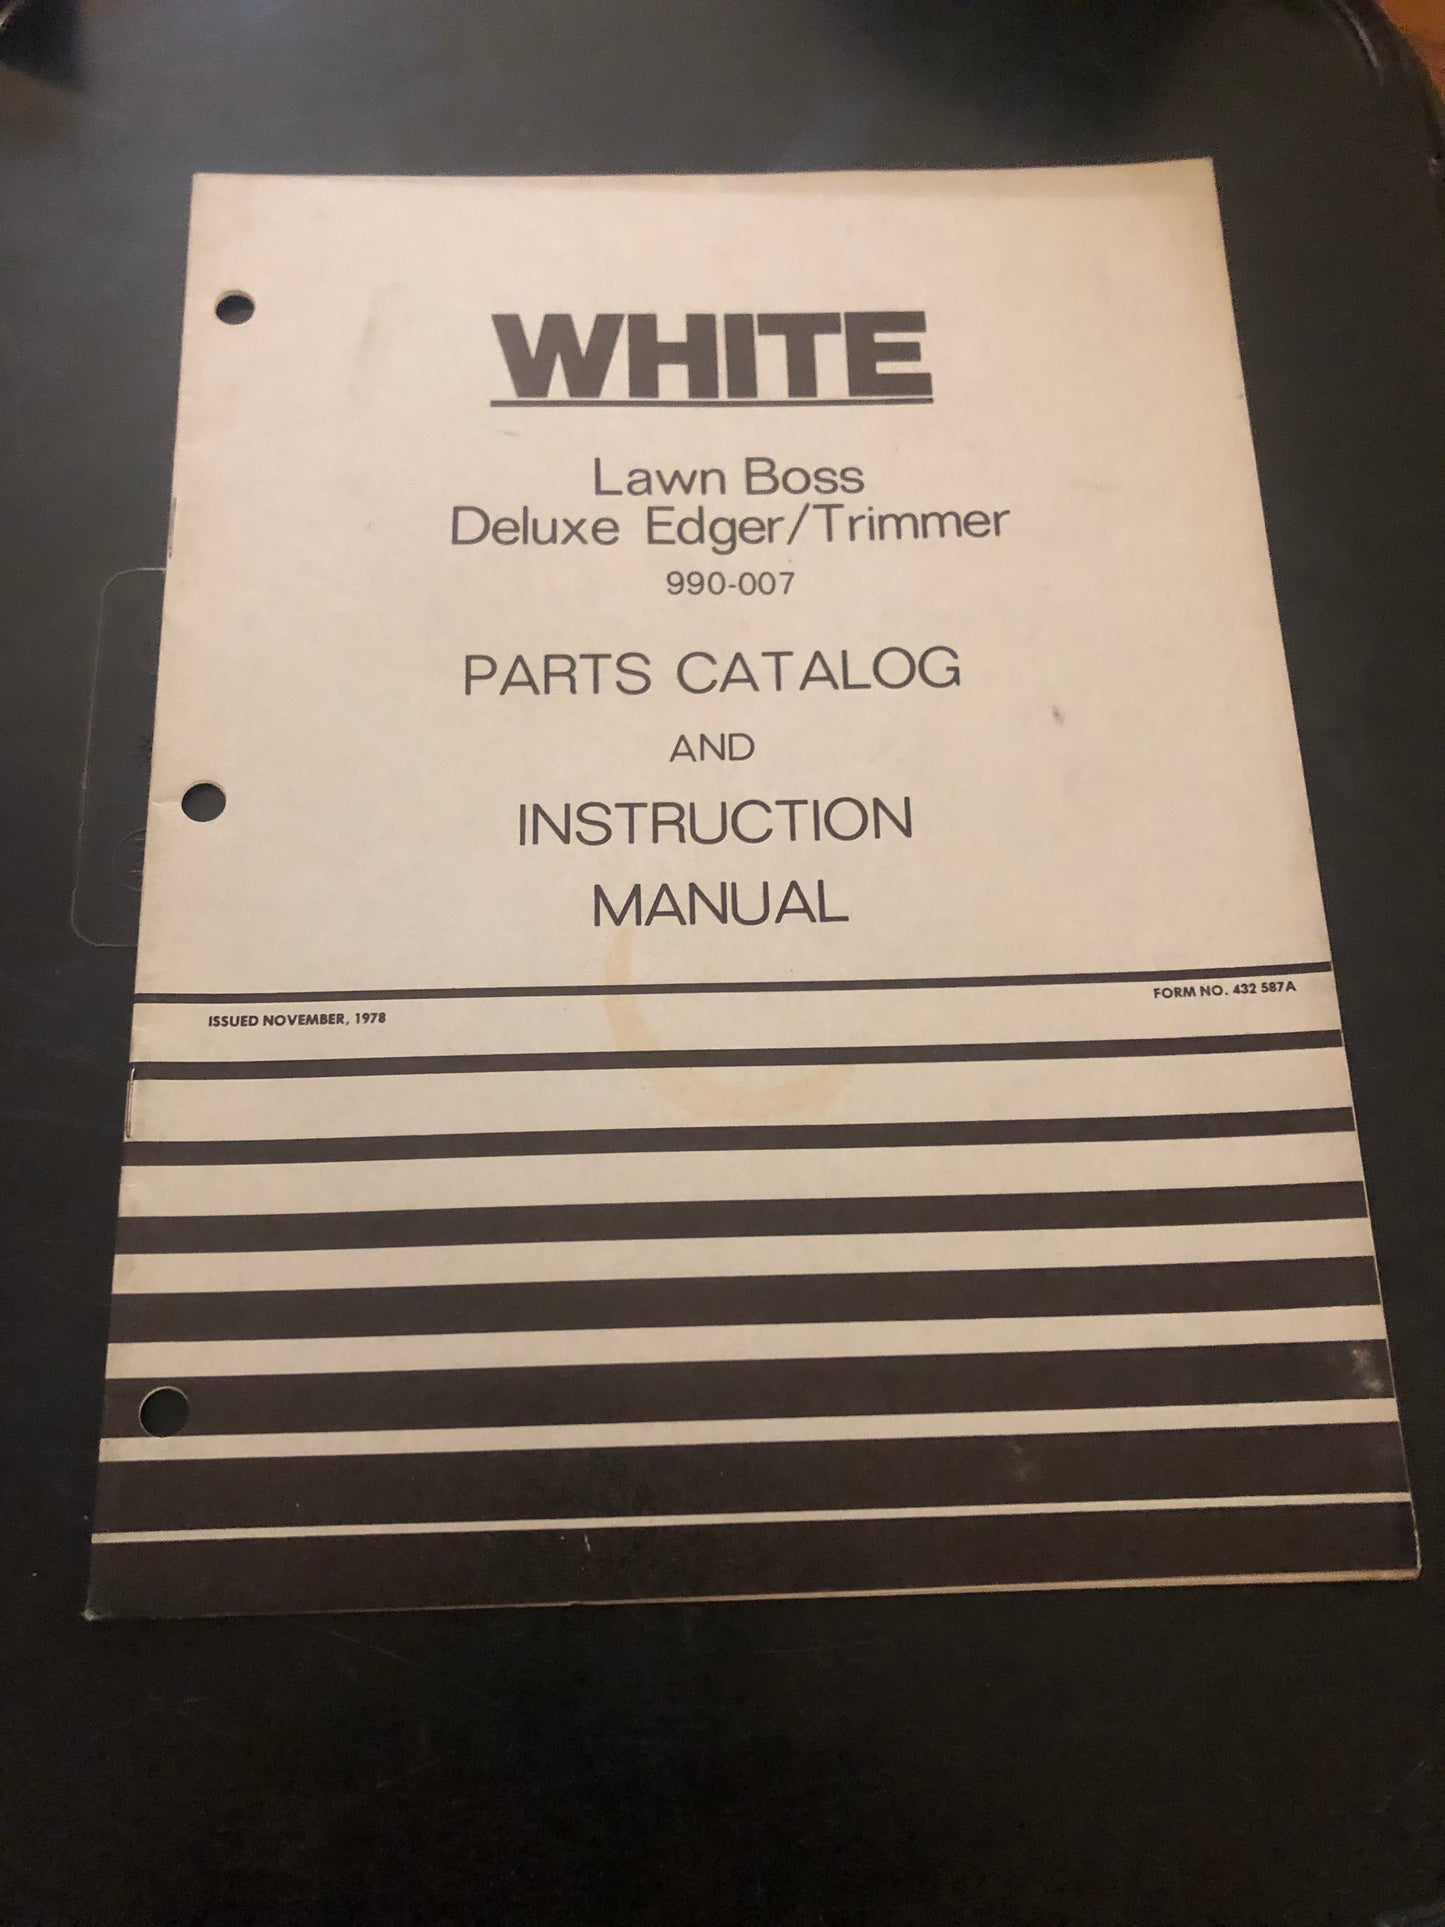 WHITE
Lawn Boss
Deluxe Edger/Trimmer
990-007
PARTS CATALOG
AND
INSTRUCTION
MANUAL
ISSUED NOVEMBER, 1978
FORM NO. 432 587A